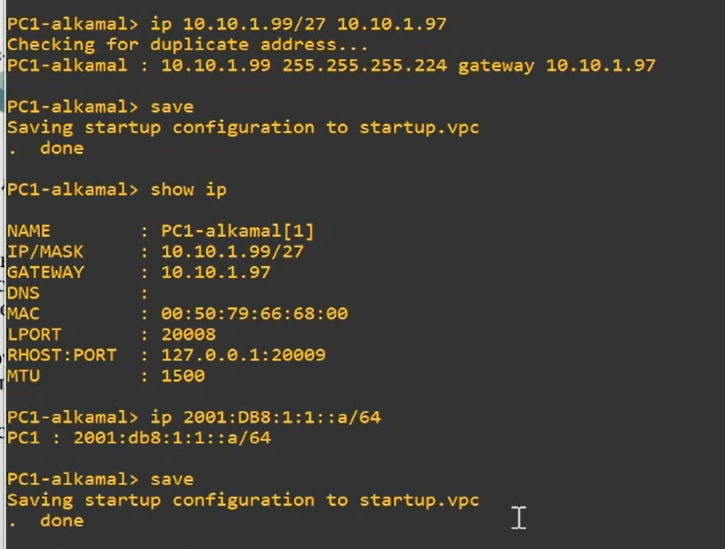 PC1-alkamal> ip 10.10.1.99/27 10.10.1.97
Checking for duplicate address...
PC1-alkamal : 10.10.1.99 255.255.255.224 gateway 10.10.1.97
PC1-alkamal> save
Saving startup configuration to startup.vpc
.  done
PC1-alkamal> show ip
NAME        : PC1-alkamal[1]
IP/MASK     : 10.10.1.99/27
GATEWAY     : 10.10.1.97
DNS         :
MAC         : 00:50:79:66:68:00
LPORT       : 20008
RHOST:PORT  : 127.0.0.1:20009
MTU         : 1500
PC1-alkamal> ip 2001:DB8:1:1::a/64
PC1 : 2001:db8:1:1::a/64
PC1-alkamal> save
Saving startup configuration to startup.vpc
.  done